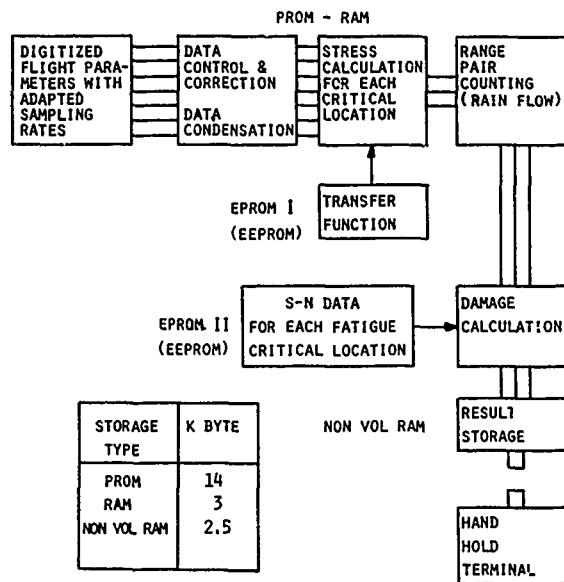 PROM - RAM
DIGITIZED
FLIGHT PARA-
METERS WITH
ADAPTED
SAMPLING
RATES
DATA
CONTROL &
CORRECTION
DATA
CONDENSATION
STRESS
CALCULATION
FOR EACH
CRITICAL
LOCATION
RANGE
PAIR
COUNTING
(RAIN FLOW)
EPROM I
(EEPROM)
TRANSFER
FUNCTION
EPROM II
(EEPROM)
S-N DATA
FOR EACH FATIGUE
CRITICAL LOCATION
DAMAGE
CALCULATION
NON VOL RAM
RESULT
STORAGE
STORAGE TYPE
K BYTE
PROM 14
RAM 3
NON VOL RAM 2.5
HAND
HOLD
TERMINAL